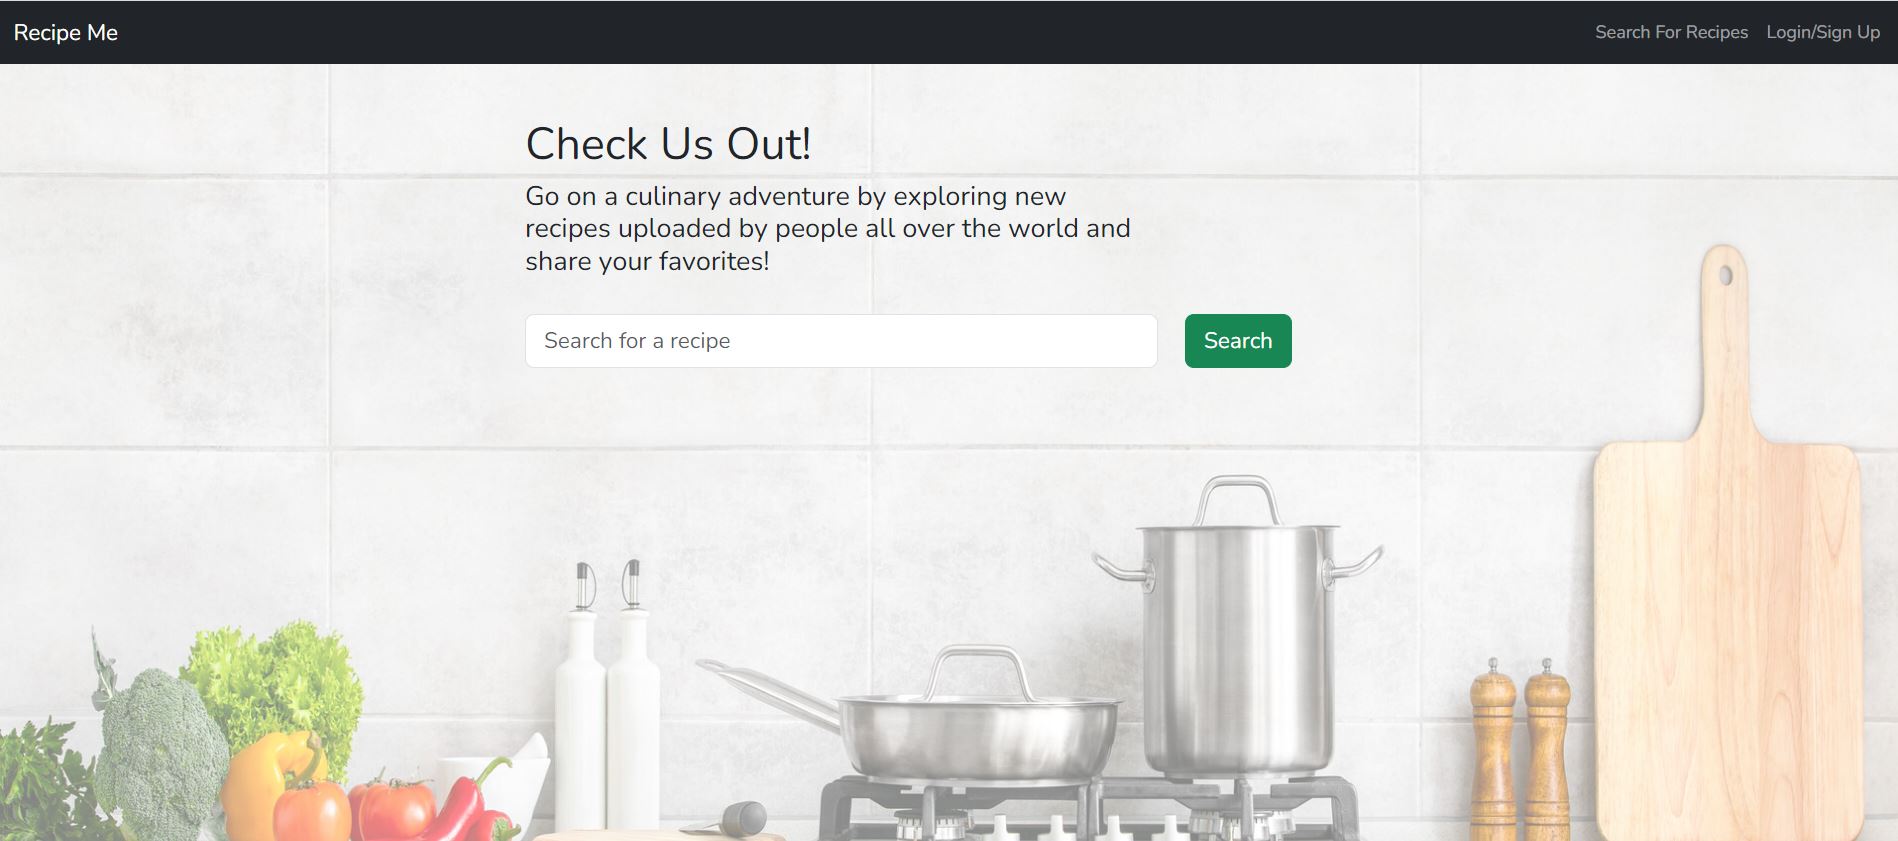 Recipe Me
Search For Recipes
Login/Sign Up
Check Us Out!
Go on a culinary adventure by exploring new
recipes uploaded by people all over the world and
share your favorites!
Search for a recipe
Search